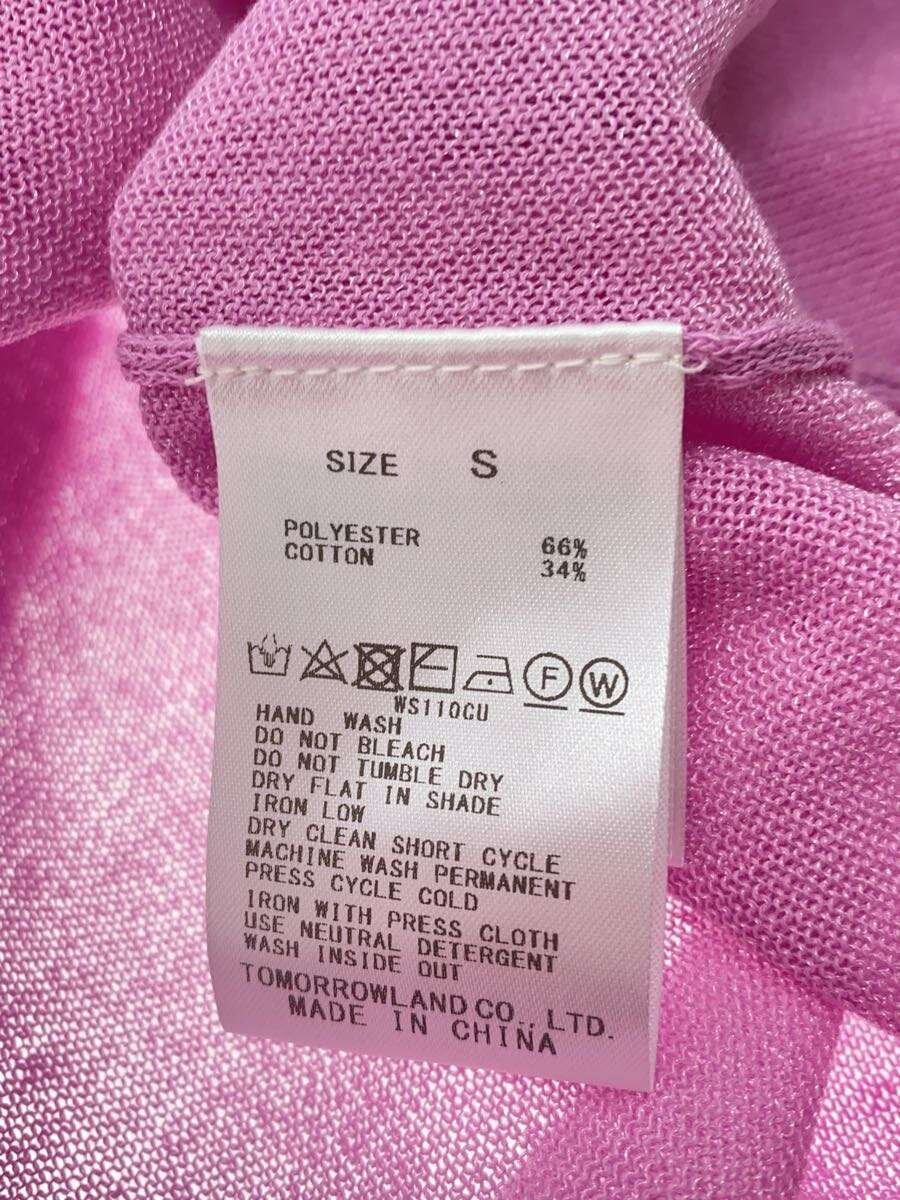 SIZE S
POLYESTER 66%
COTTON 34%
F W
WS110CU
HAND WASH
DO NOT BLEACH
DO NOT TUMBLE DRY
DRY FLAT IN SHADE
IRON LOW
DRY CLEAN SHORT CYCLE
MACHINE WASH PERMANENT
PRESS CYCLE COLD
IRON WITH PRESS CLOTH
USE NEUTRAL DETERGENT
WASH INSIDE OUT
TOMORROWLAND CO., LTD.
MADE IN CHINA